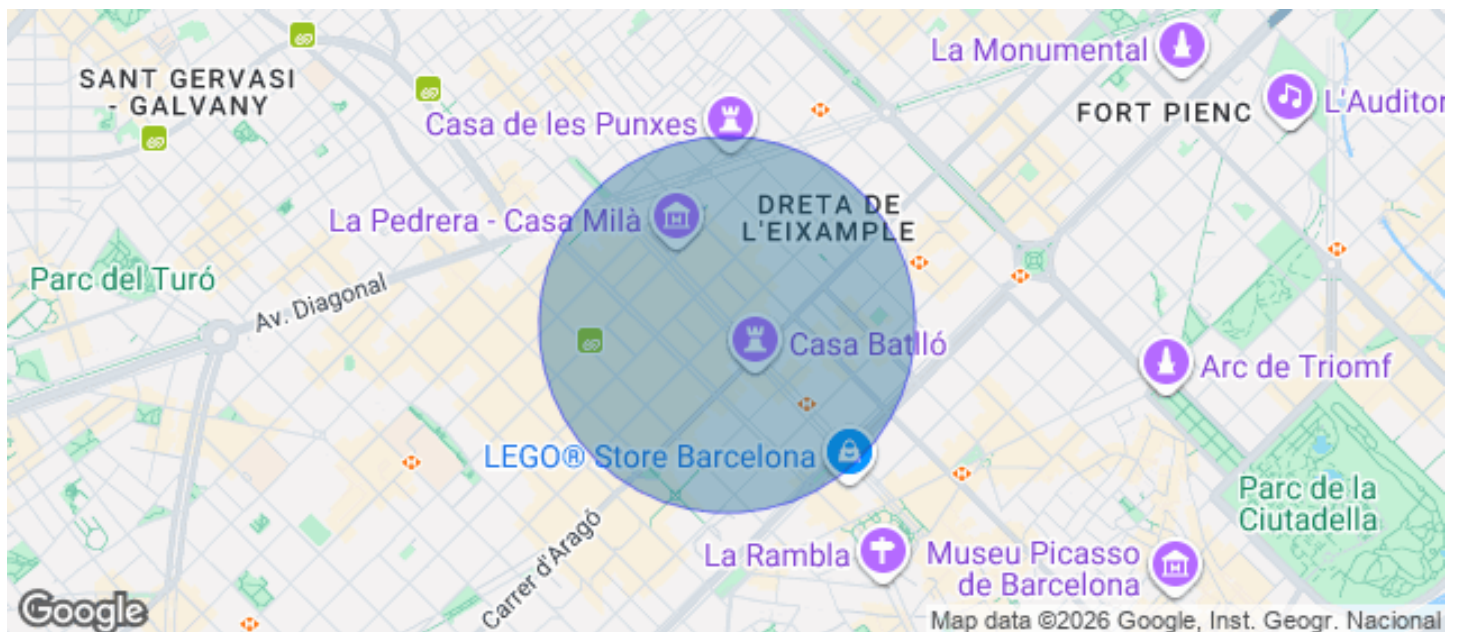 La Monumental
SANT GERVASI
- GALVANY
L'Auditor
FORT PIENC
Casa de les Punxes
DRETA DE
L'EIXAMPLE
La Pedrera - Casa Milà
Parc del Turó
Av. Diagonal
Casa Batlló
Arc de Triomf
LEGO® Store Barcelona
Parc de la
Ciutadella
Carrer d'Aragó
La Rambla
Museu Picasso
de Barcelona
Google
Map data ©2026 Google, Inst. Geogr. Nacional